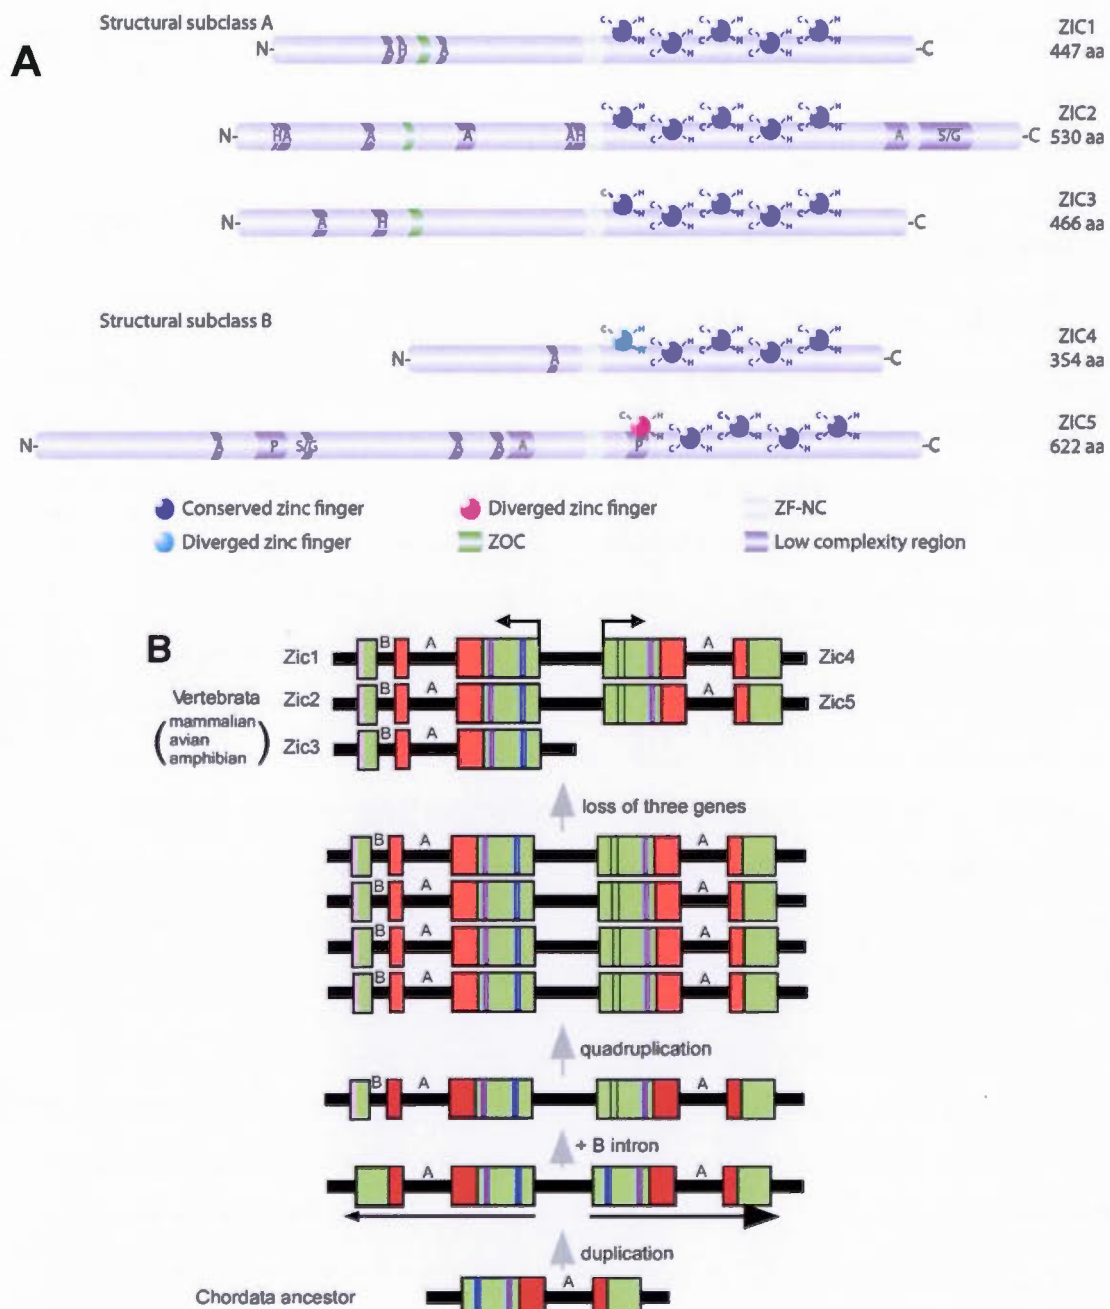 A
Structural subclass A
N- A H A -C
ZIC1
447 aa
N- HA A A AH A S/G -C
ZIC2
530 aa
N- A H -C
ZIC3
466 aa
Structural subclass B
N- A -C
ZIC4
354 aa
N- A P S/G A A A P -C
ZIC5
622 aa
Conserved zinc finger
Diverged zinc finger
ZF-NC
Diverged zinc finger
ZOC
Low complexity region
B
Zic1 B A A Zic4
Vertebrata
(mammalian
avian
amphibian)
Zic2 B A A Zic5
Zic3 B A
loss of three genes
B A A
B A A
B A A
B A A
quadruplication
B A A
+ B intron
A A
duplication
Chordata ancestor A